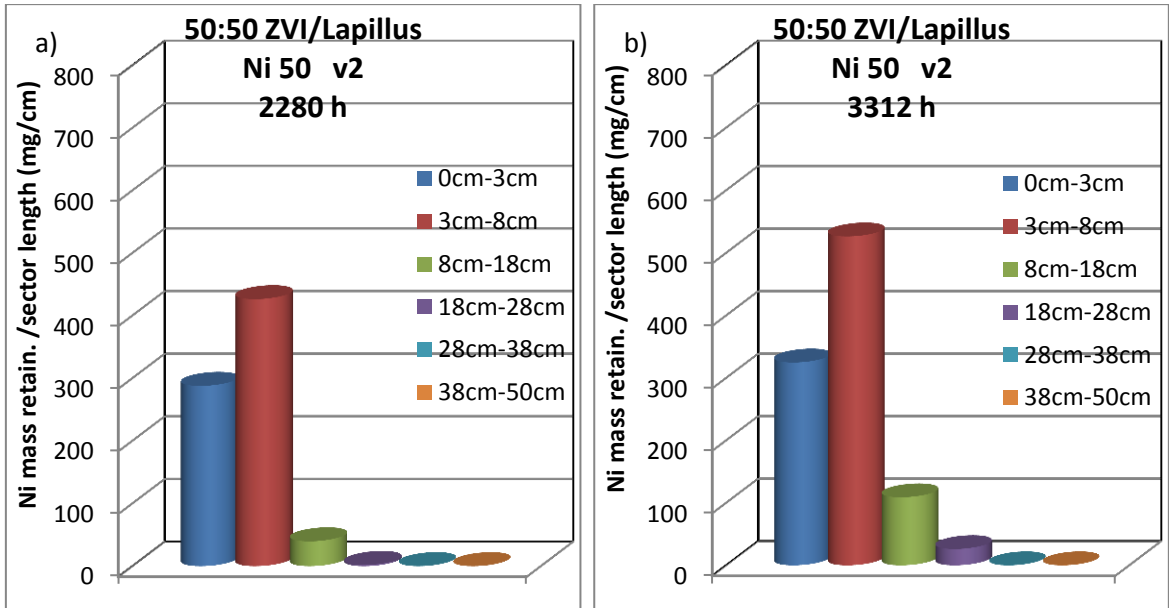 a)
50:50 ZVI/Lapillus
Ni 50 v2
2280 h
Ni mass retain. /sector length (mg/cm)
800
700
600
500
400
300
200
100
0
0cm-3cm
3cm-8cm
8cm-18cm
18cm-28cm
28cm-38cm
38cm-50cm
b)
50:50 ZVI/Lapillus
Ni 50 v2
3312 h
Ni mass retain. /sector length (mg/cm)
800
700
600
500
400
300
200
100
0
0cm-3cm
3cm-8cm
8cm-18cm
18cm-28cm
28cm-38cm
38cm-50cm